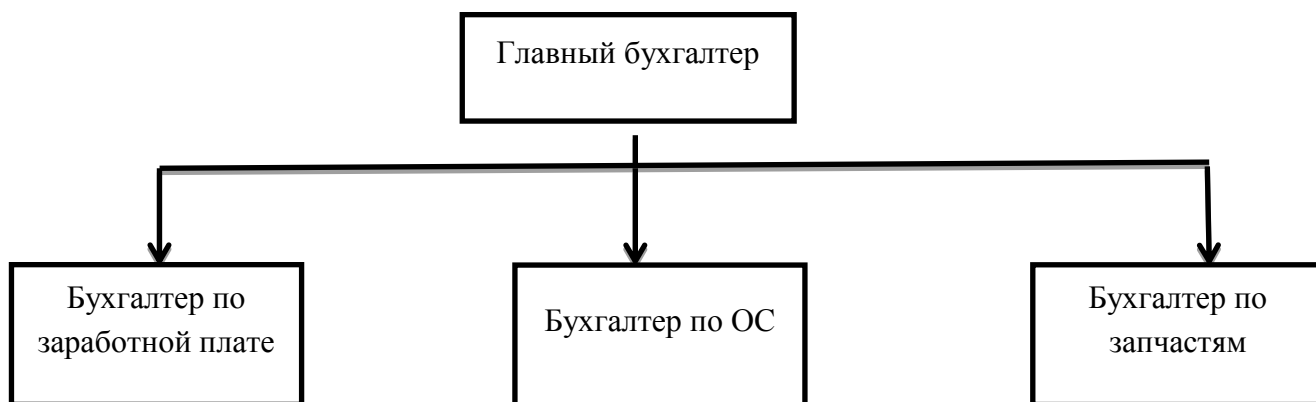 Главный бухгалтер
Бухгалтер по
заработной плате
Бухгалтер по ОС
Бухгалтер по
запчастям